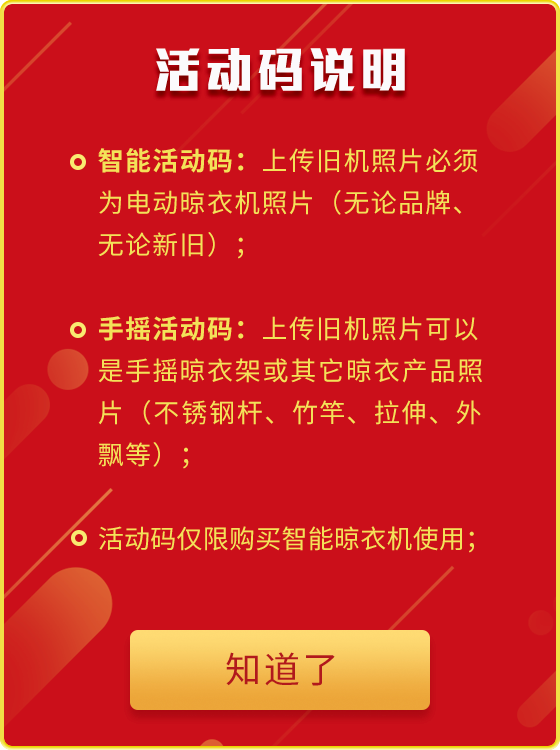 活动码说明
智能活动码：上传旧机照片必须
为电动晾衣机照片（无论品牌、
无论新旧）；
手摇活动码：上传旧机照片可以
是手摇晾衣架或其它晾衣产品照
片（不锈钢杆、竹竿、拉伸、外
飘等）；
活动码仅限购买智能晾衣机使用；
知道了